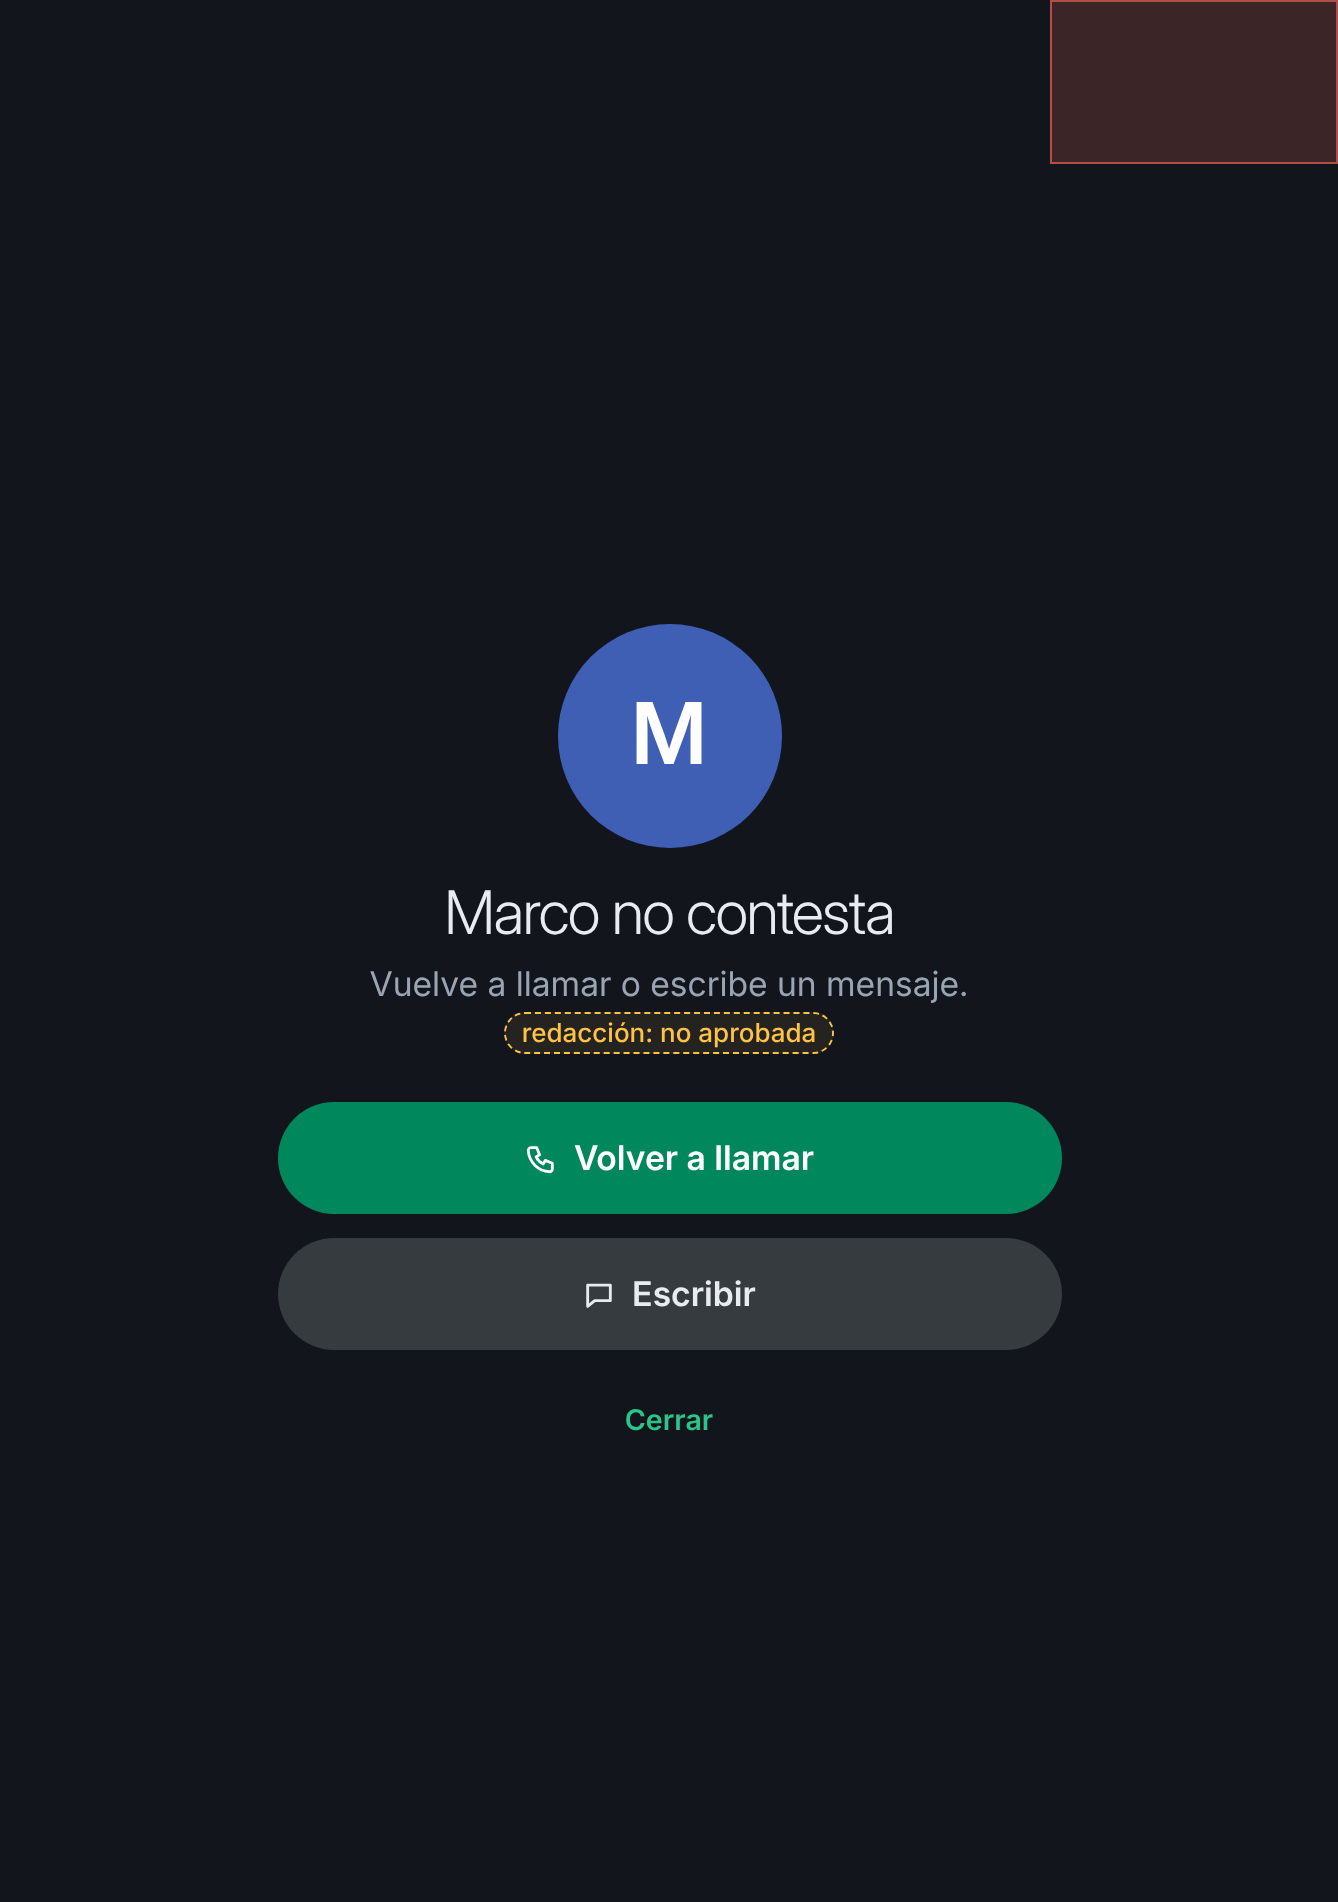 M
Marco no contesta
Vuelve a llamar o escribe un mensaje.
redacción: no aprobada
Volver a llamar
Escribir
Cerrar